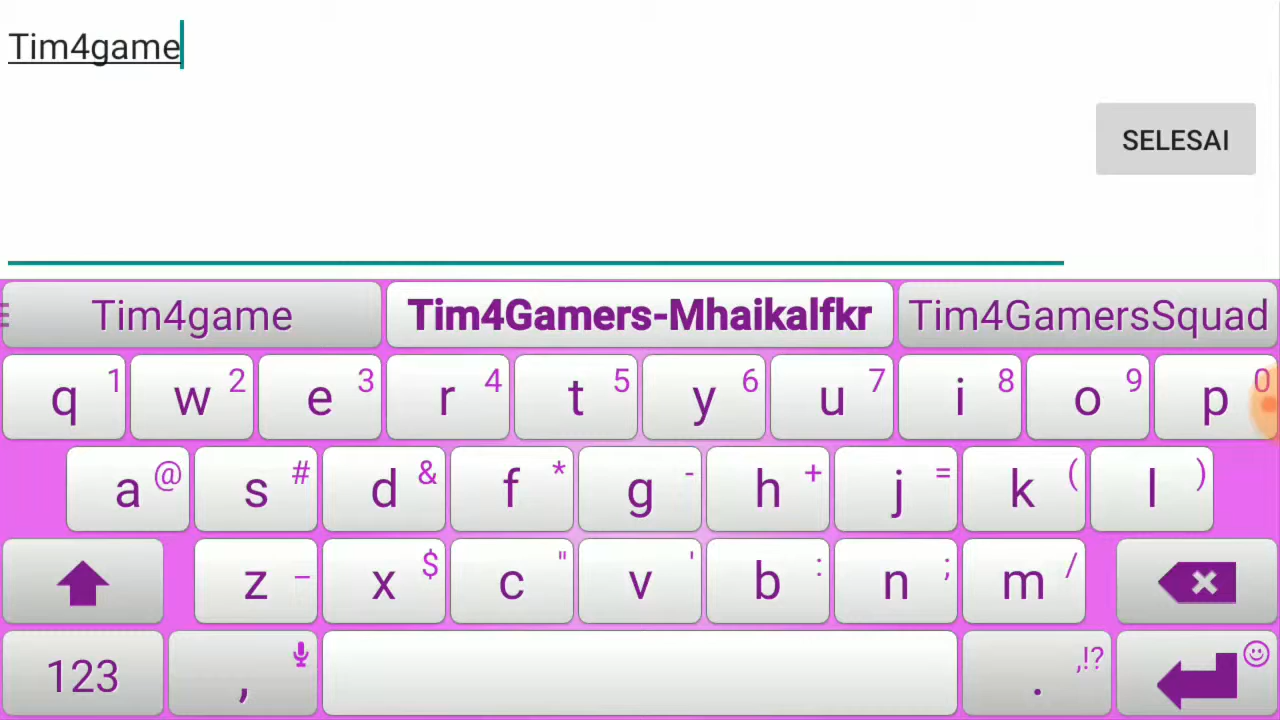 Tim4game
SELESAI
Tim4game Tim4Gamers-Mhaikalfkr Tim4GamersSquad
q 1 w 2 e 3 r 4 t 5 y 6 u 7 i 8 o 9 p 0
a @ s # d & f * g - h + j = k ( l )
z _ x $ c " v ' b : n ; m /
123 , . ,!?